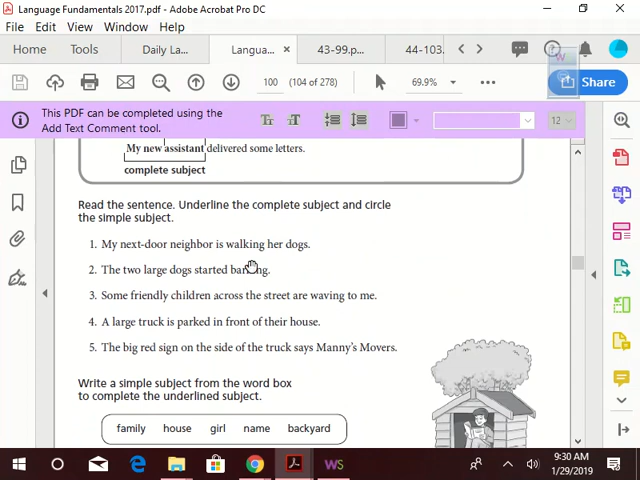 Language Fundamentals 2017.pdf - Adobe Acrobat Pro DC
File Edit View Window Help
Home Tools Daily La... Langua... × 43-99.p... 44-103.
100 (104 of 278) 69.9% Share
This PDF can be completed using the
Add Text Comment tool.
12
My new assistant delivered some letters.
complete subject
Read the sentence. Underline the complete subject and circle
the simple subject.
1. My next-door neighbor is walking her dogs.
2. The two large dogs started barking.
3. Some friendly children across the street are waving to me.
4. A large truck is parked in front of their house.
5. The big red sign on the side of the truck says Manny's Movers.
Write a simple subject from the word box
to complete the underlined subject.
family house girl name backyard
9:30 AM
1/29/2019